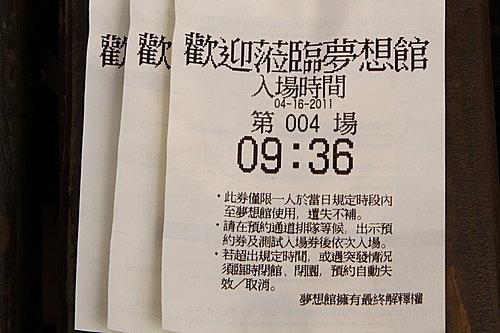 歡
歡
歡迎蒞臨夢想館
入場時間
04-16-2011
第 004 場
09:36
・此券僅限一人於當日規定時段內
至夢想館使用，遺失不補。
・請在預約通道排隊等候，出示預
約券及測試入場券後依次入場。
・若超出規定時間，或遇突發情況
須臨時閉館、閉園，預約自動失
效／取消。
夢想館擁有最終解釋權